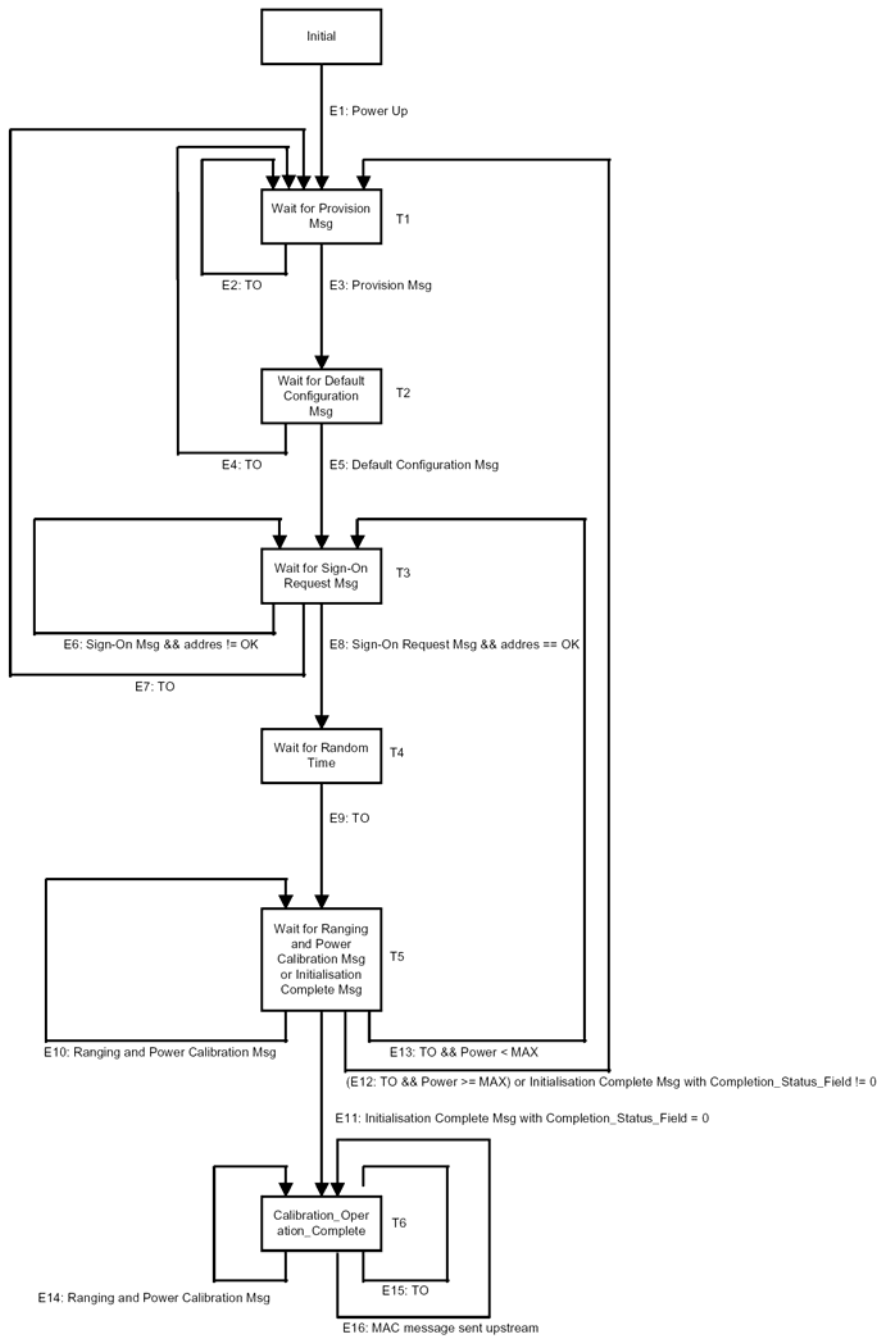 Initial
E1: Power Up
Wait for Provision
Msg
T1
E2: TO
E3: Provision Msg
Wait for Default
Configuration
Msg
T2
E4: TO
E5: Default Configuration Msg
Wait for Sign-On
Request Msg
T3
E6: Sign-On Msg && addres != OK
E8: Sign-On Request Msg && addres == OK
E7: TO
Wait for Random
Time
T4
E9: TO
Wait for Ranging
and Power
Calibration Msg
or Initialisation
Complete Msg
T5
E10: Ranging and Power Calibration Msg
E13: TO && Power < MAX
(E12: TO && Power >= MAX) or Initialisation Complete Msg with Completion_Status_Field != 0
E11: Initialisation Complete Msg with Completion_Status_Field = 0
Calibration_Oper
ation_Complete
T6
E14: Ranging and Power Calibration Msg
E15: TO
E16: MAC message sent upstream